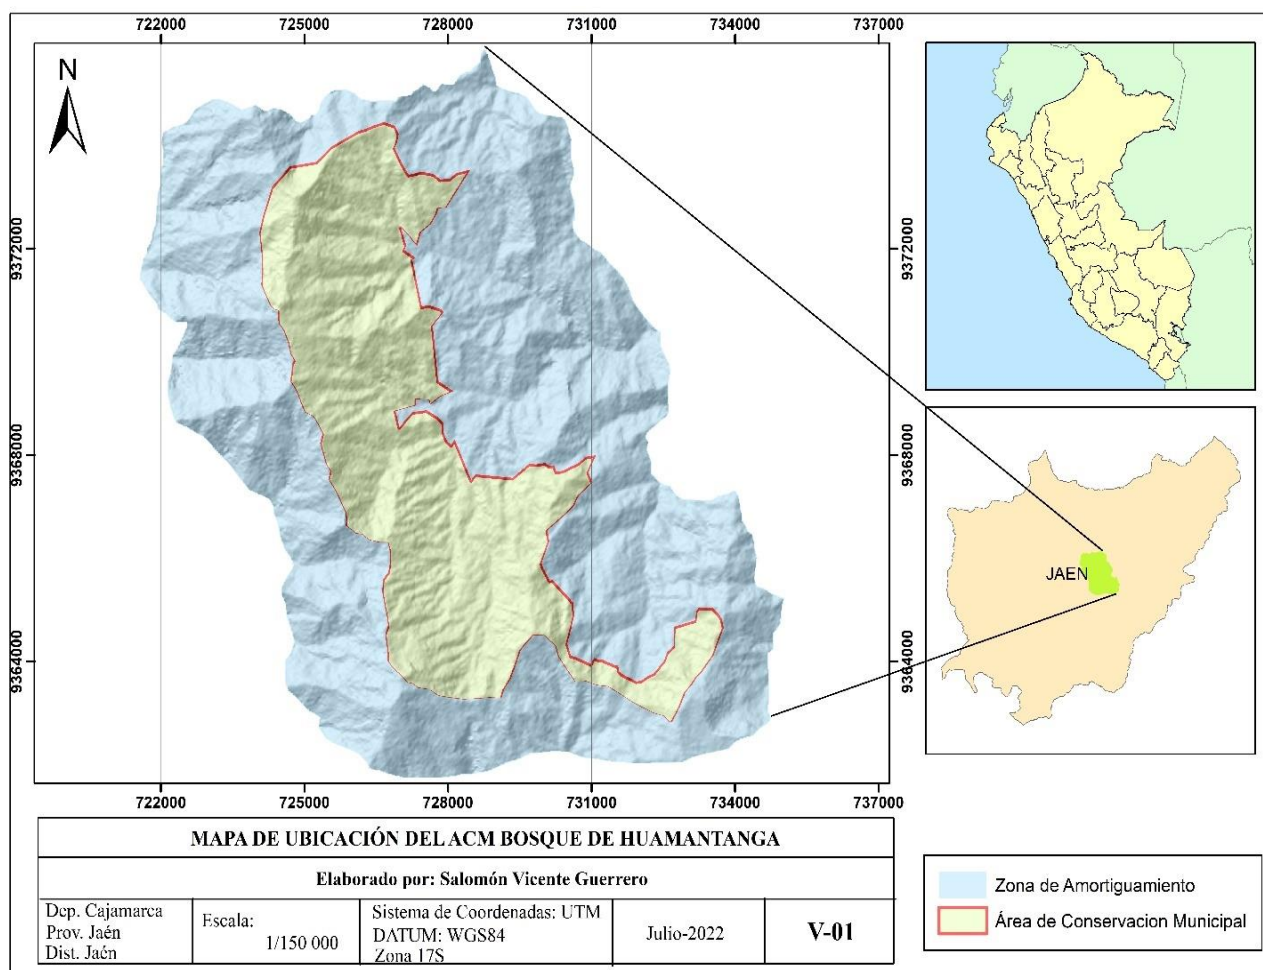 722000 725000 728000 731000 734000 737000
N
9372000 9372000
9368000 9368000
JAEN
9364000 9364000
722000 725000 728000 731000 734000 737000
MAPA DE UBICACIÓN DEL ACM BOSQUE DE HUAMANTANGA
Elaborado por: Salomón Vicente Guerrero
Dep. Cajamarca
Prov. Jaén
Dist. Jaén
Escala:
1/150 000
Sistema de Coordenadas: UTM
DATUM: WGS84
Zona 17S
Julio-2022
V-01
Zona de Amortiguamiento
Área de Conservacion Municipal